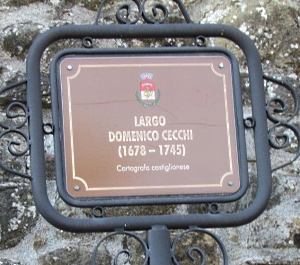 LARGO
DOMENICO CECCHI
(1678 - 1745)
Cartografo castiglionese